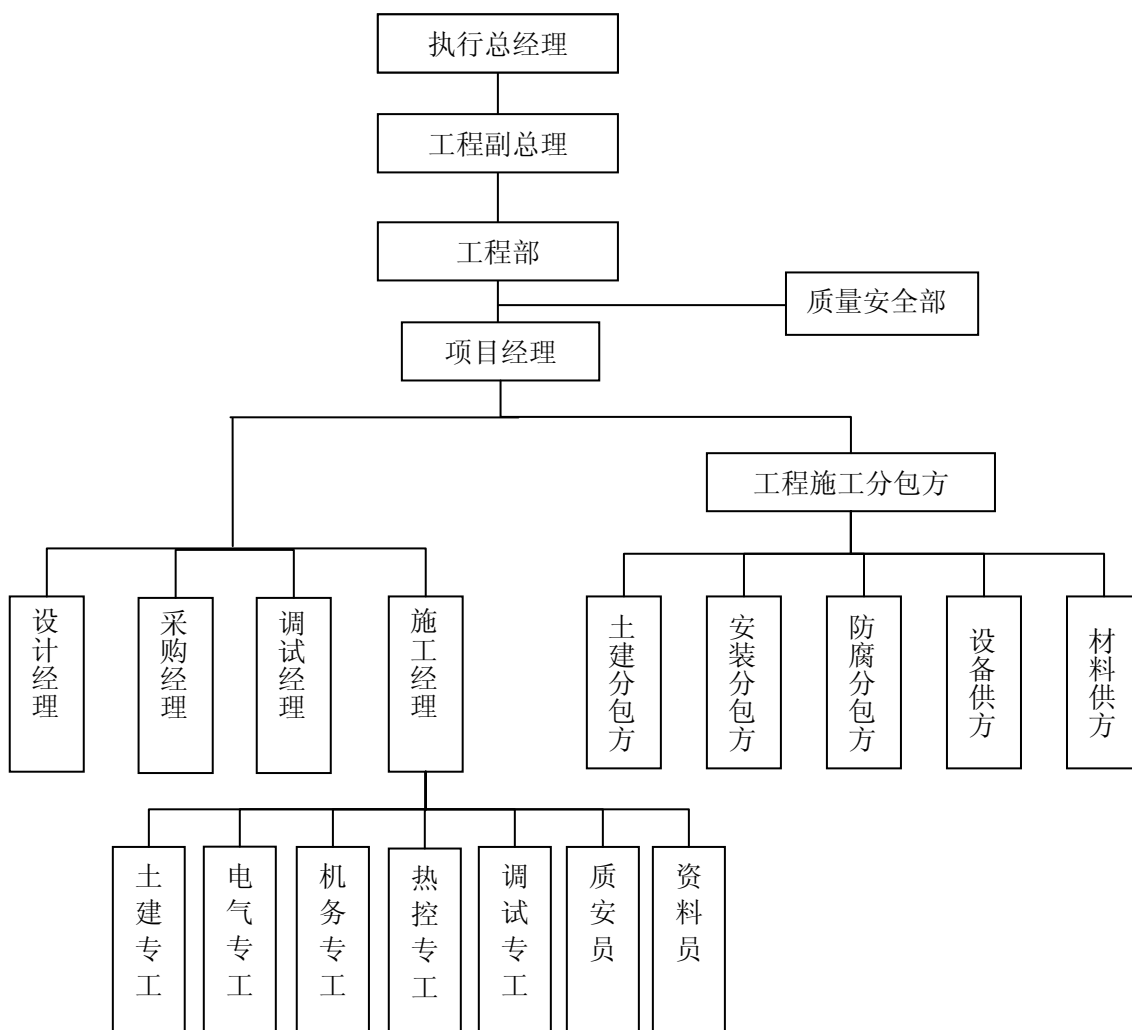 执行总经理
工程副总理
工程部
质量安全部
项目经理
工程施工分包方
设计经理
采购经理
调试经理
施工经理
土建分包方
安装分包方
防腐分包方
设备供方
材料供方
土建专工
电气专工
机务专工
热控专工
调试专工
质安员
资料员